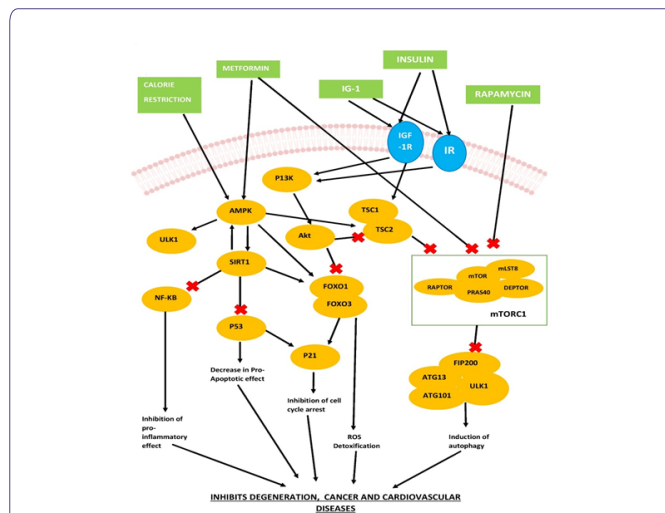 INSULIN
METFORMIN
IG-1
CALORIE
RESTRICTION
RAPAMYCIN
IGF
-1R
IR
P13K
TSC1
AMPK
TSC2
Akt
ULK1
SIRT1
mLST8
mTOR
RAPTOR
DEPTOR
PRAS40
FOXO1
NF-KB
FOXO3
mTORC1
P53
P21
FIP200
Decrease in Pro-
Apoptotic effect
ATG13
ULK1
ATG101
Inhibition of cell
cycle arrest
Inhibition of
pro-
inflammatory
effect
ROS
Detoxification
Induction of
autophagy
INHIBITS DEGENERATION, CANCER AND CARDIOVASCULAR
DISEASES